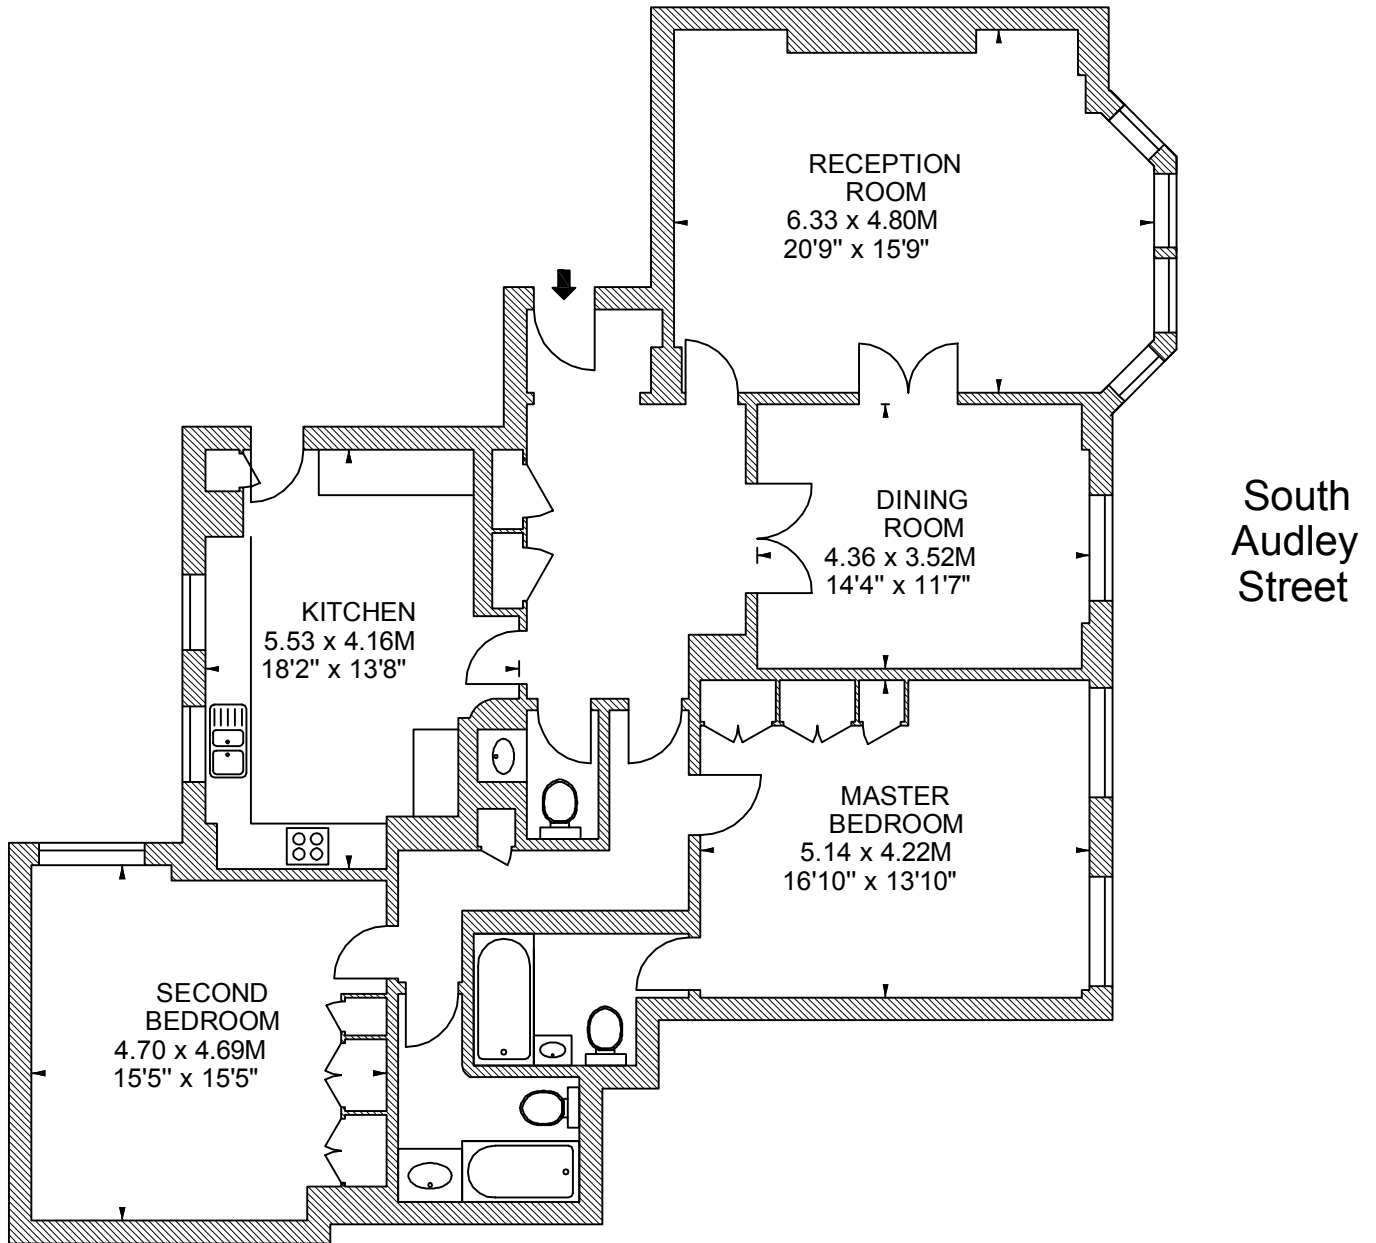 RECEPTION
ROOM
6.33 x 4.80M
20'9" x 15'9"
DINING
ROOM
4.36 x 3.52M
14'4" x 11'7"
South
Audley
Street
KITCHEN
5.53 x 4.16M
18'2" x 13'8"
MASTER
BEDROOM
5.14 x 4.22M
16'10" x 13'10"
SECOND
BEDROOM
4.70 x 4.69M
15'5" x 15'5"